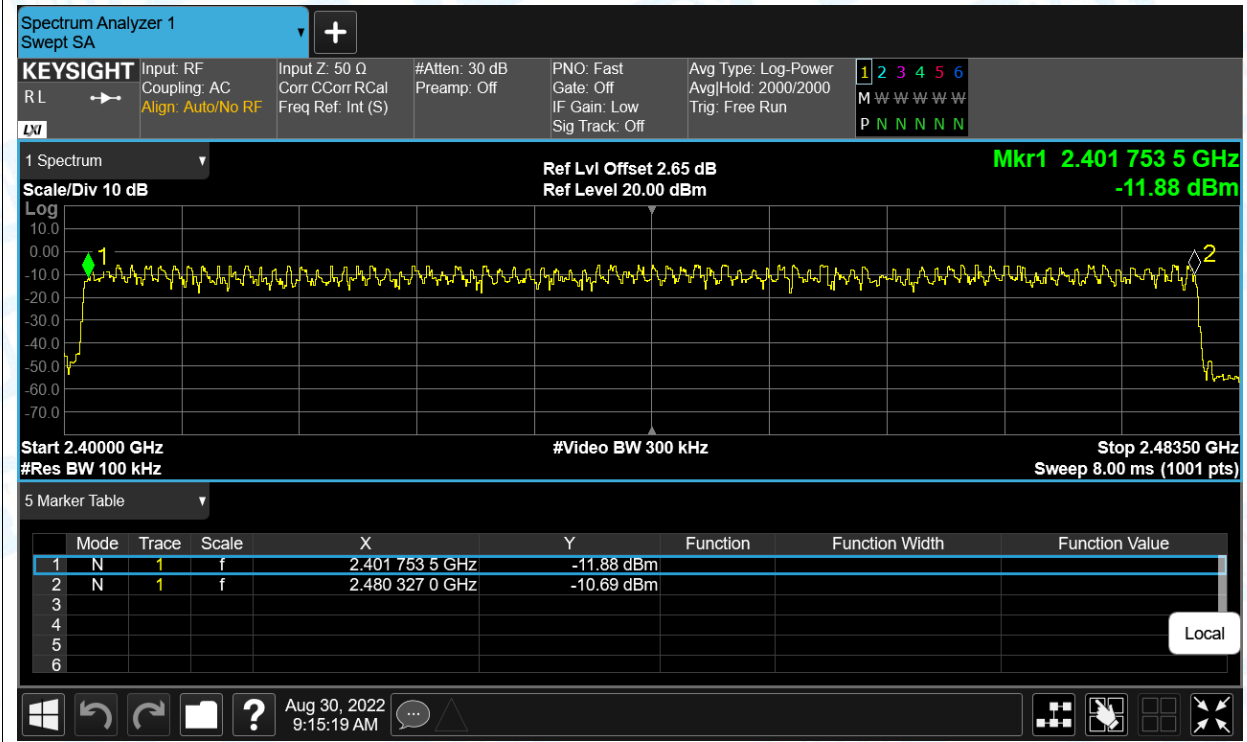 Spectrum Analyzer 1
Swept SA
KEYSIGHT
R L
LXI
Input: RF
Coupling: AC
Align: Auto/No RF
Input Z: 50 Ω
Corr CCorr RCal
Freq Ref: Int (S)
#Atten: 30 dB
Preamp: Off
PNO: Fast
Gate: Off
IF Gain: Low
Sig Track: Off
Avg Type: Log-Power
Avg|Hold: 2000/2000
Trig: Free Run
1 2 3 4 5 6
M W W W W W
P N N N N N
1 Spectrum
Scale/Div 10 dB
Ref Lvl Offset 2.65 dB
Ref Level 20.00 dBm
Mkr1 2.401 753 5 GHz
-11.88 dBm
Log
10.0
0.00
-10.0
-20.0
-30.0
-40.0
-50.0
-60.0
-70.0
1
2
Start 2.40000 GHz
#Res BW 100 kHz
#Video BW 300 kHz
Stop 2.48350 GHz
Sweep 8.00 ms (1001 pts)
5 Marker Table
Mode Trace Scale X Y Function Function Width Function Value
1 N 1 f 2.401 753 5 GHz -11.88 dBm
2 N 1 f 2.480 327 0 GHz -10.69 dBm
3
4
5
6
Local
?
Aug 30, 2022
9:15:19 AM